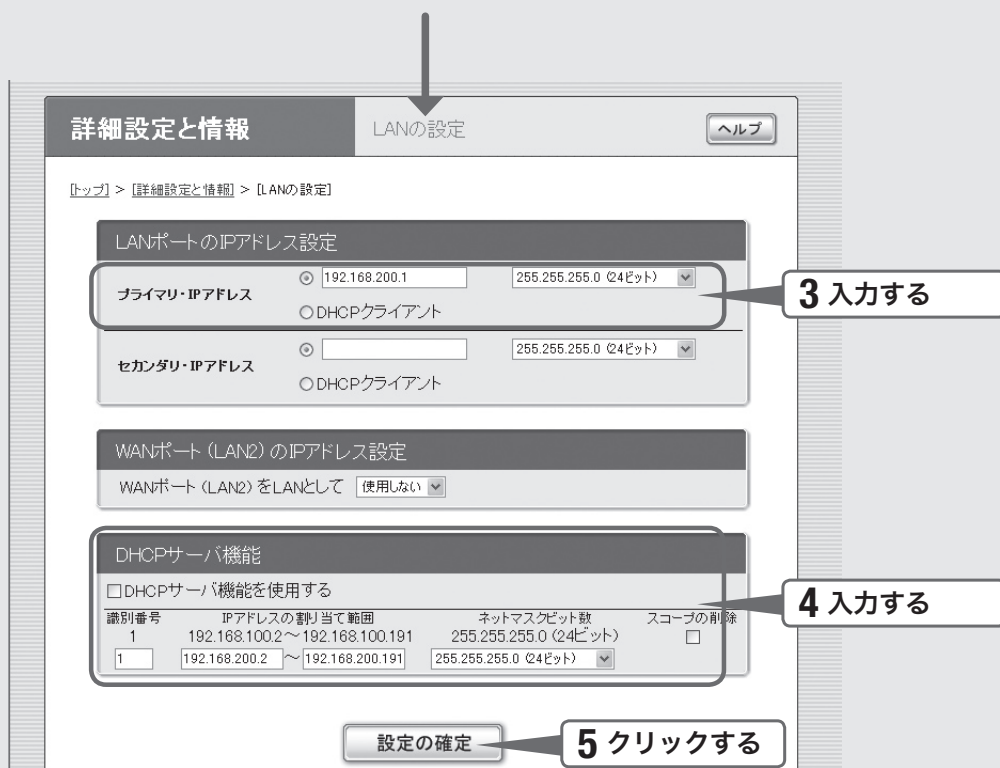 詳細設定と情報 LANの設定 ヘルプ
[トップ] > [詳細設定と情報] > [LANの設定]
LANポートのIPアドレス設定
プライマリ・IPアドレス
192.168.200.1 255.255.255.0 (24ビット)
DHCPクライアント
3 入力する
セカンダリ・IPアドレス
255.255.255.0 (24ビット)
DHCPクライアント
WANポート(LAN2)のIPアドレス設定
WANポート(LAN2)をLANとして 使用しない
DHCPサーバ機能
DHCPサーバ機能を使用する
4 入力する
識別番号 IPアドレスの割り当て範囲 ネットマスクビット数 スコープの削除
1 192.168.100.2～192.168.100.191 255.255.255.0 (24ビット)
1 192.168.200.2 ～ 192.168.200.191 255.255.255.0 (24ビット)
設定の確定
5 クリックする